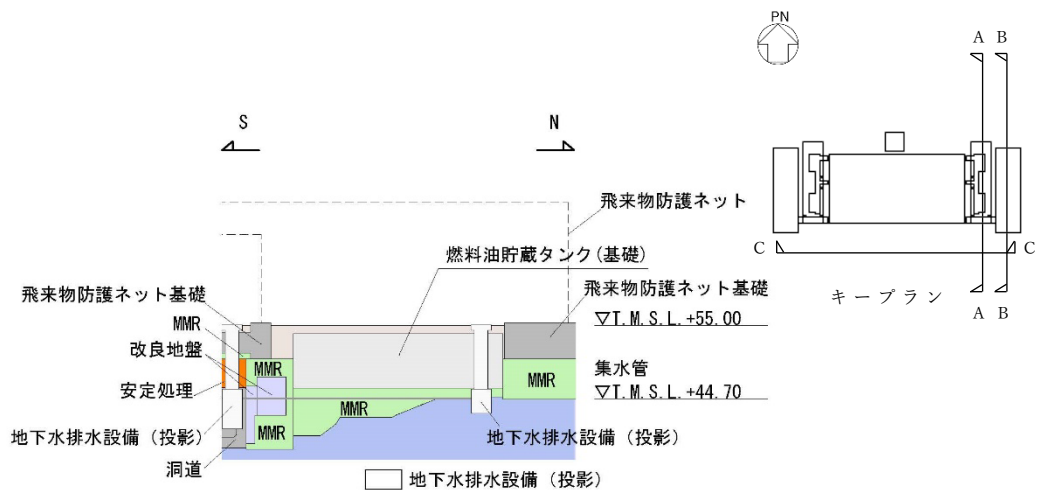 PN
A B
S
N
飛来物防護ネット
燃料油貯蔵タンク(基礎)
C
C
飛来物防護ネット基礎
飛来物防護ネット基礎
キープラン
A B
MMR
▽T.M.S.L.+55.00
改良地盤
MMR
集水管
MMR
安定処理
▽T.M.S.L.+44.70
MMR
地下水排水設備(投影)
MMR
地下水排水設備(投影)
洞道
地下水排水設備(投影)